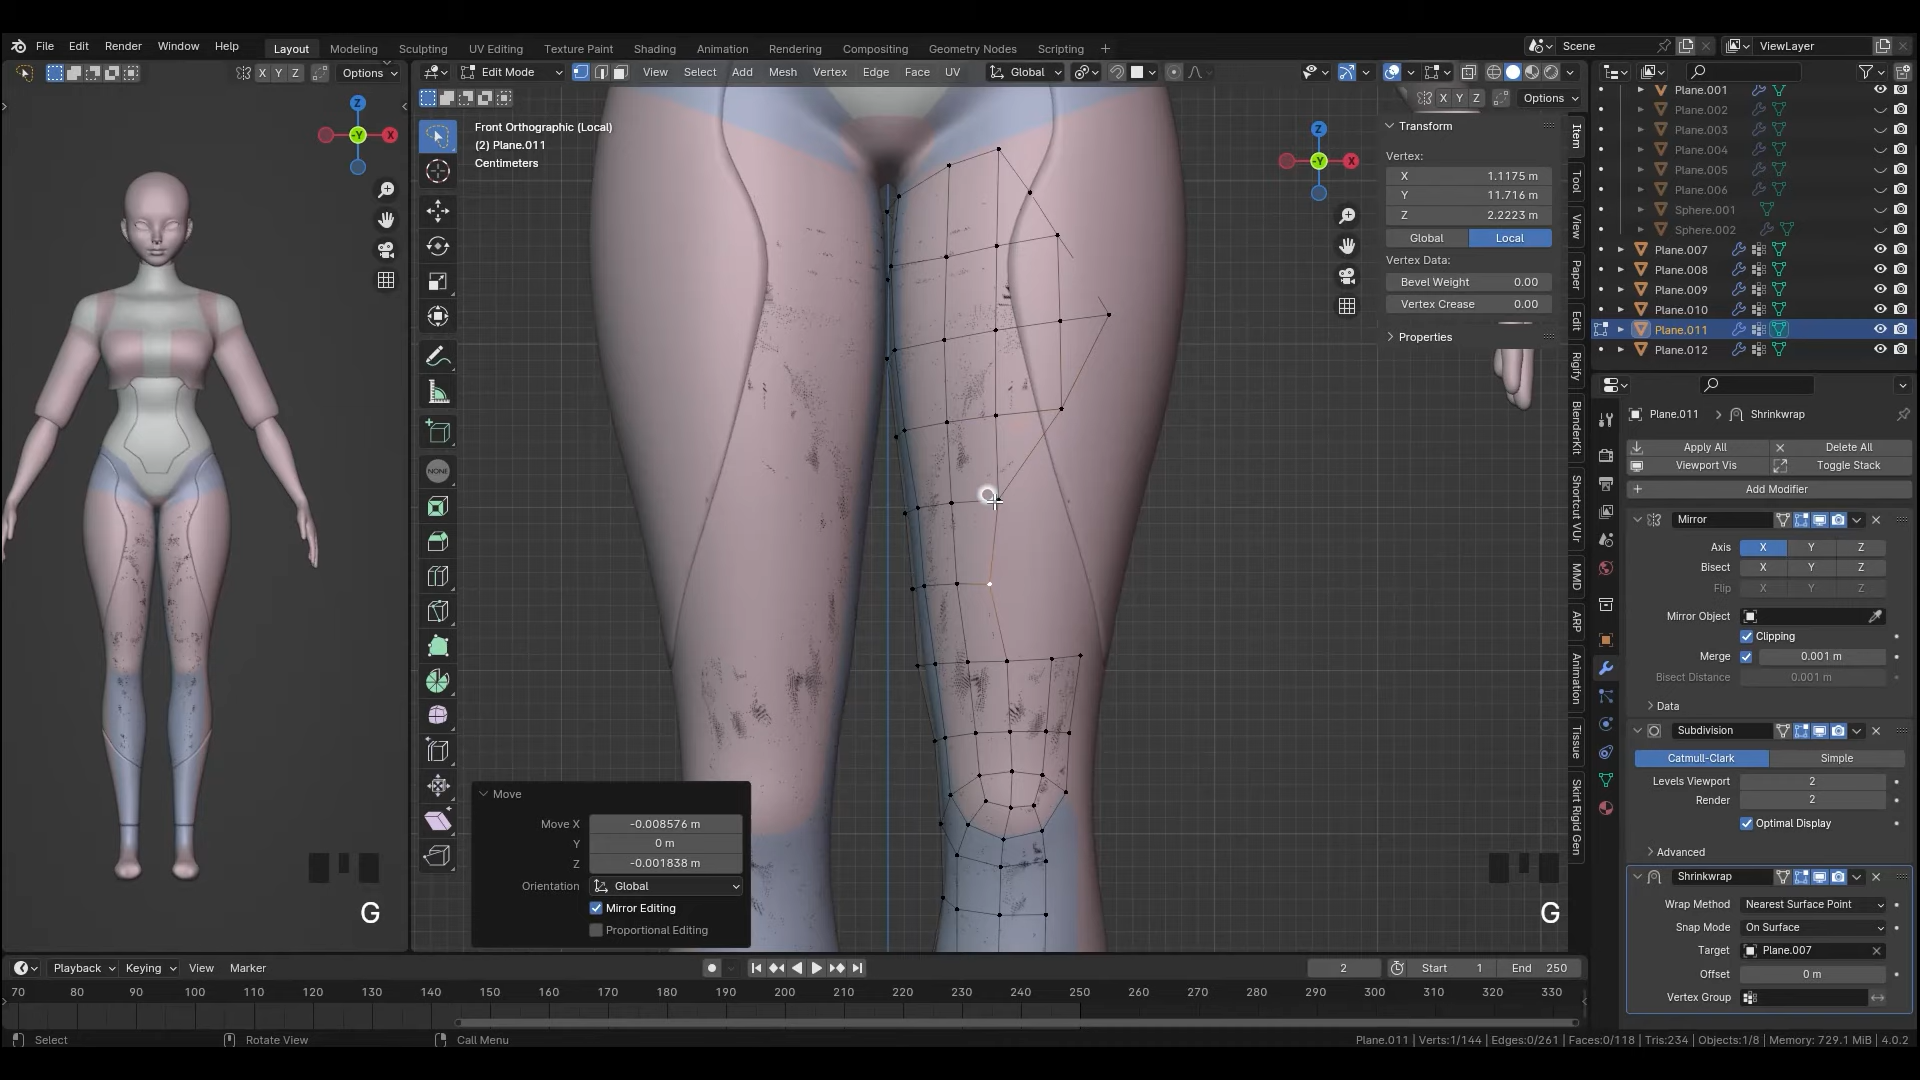 File Edit Render Window Help Layout Modeling Sculpting UV Editing Texture Paint Shading Animation Rendering Compositing Geometry Nodes Scripting + Scene ViewLayer
X Y Z Options Edit Mode View Select Add Mesh Vertex Edge Face UV Global
X Y Z Options
Front Orthographic (Local)
(2) Plane.011
Centimeters
Z
-Y
X
Z
-Y
X
NONE
Transform
Vertex:
X 1.1175 m
Y 11.716 m
Z 2.2223 m
Global Local
Vertex Data:
Bevel Weight 0.00
Vertex Crease 0.00
Properties
Item
Tool
View
Paper
Edit
Rigify
BlenderKit
Shortcut VUr
MMD
ARP
Animation
Tissue
Skirt Rigid Gen
Plane.001
Plane.002
Plane.003
Plane.004
Plane.005
Plane.006
Sphere.001
Sphere.002
Plane.007
Plane.008
Plane.009
Plane.010
Plane.011
Plane.012
Plane.011 Shrinkwrap
Apply All Delete All
Viewport Vis Toggle Stack
Add Modifier
Mirror
Axis X Y Z
Bisect X Y Z
Flip X Y Z
Mirror Object
Clipping
Merge 0.001 m
Bisect Distance 0.001 m
Data
Subdivision
Catmull-Clark Simple
Levels Viewport 2
Render 2
Optimal Display
Advanced
Shrinkwrap
Wrap Method Nearest Surface Point
Snap Mode On Surface
Target Plane.007
Offset 0 m
Vertex Group
Move
Move X -0.008576 m
Y 0 m
Z -0.001838 m
Orientation Global
Mirror Editing
Proportional Editing
G
G
Playback Keying View Marker 2 Start 1 End 250
70 80 90 100 110 120 130 140 150 160 170 180 190 200 210 220 230 240 250 260 270 280 290 300 310 320 330
Select Rotate View Call Menu Plane.011 | Verts:1/144 | Edges:0/261 | Faces:0/118 | Tris:234 | Objects:1/8 | Memory: 729.1 MiB | 4.0.2